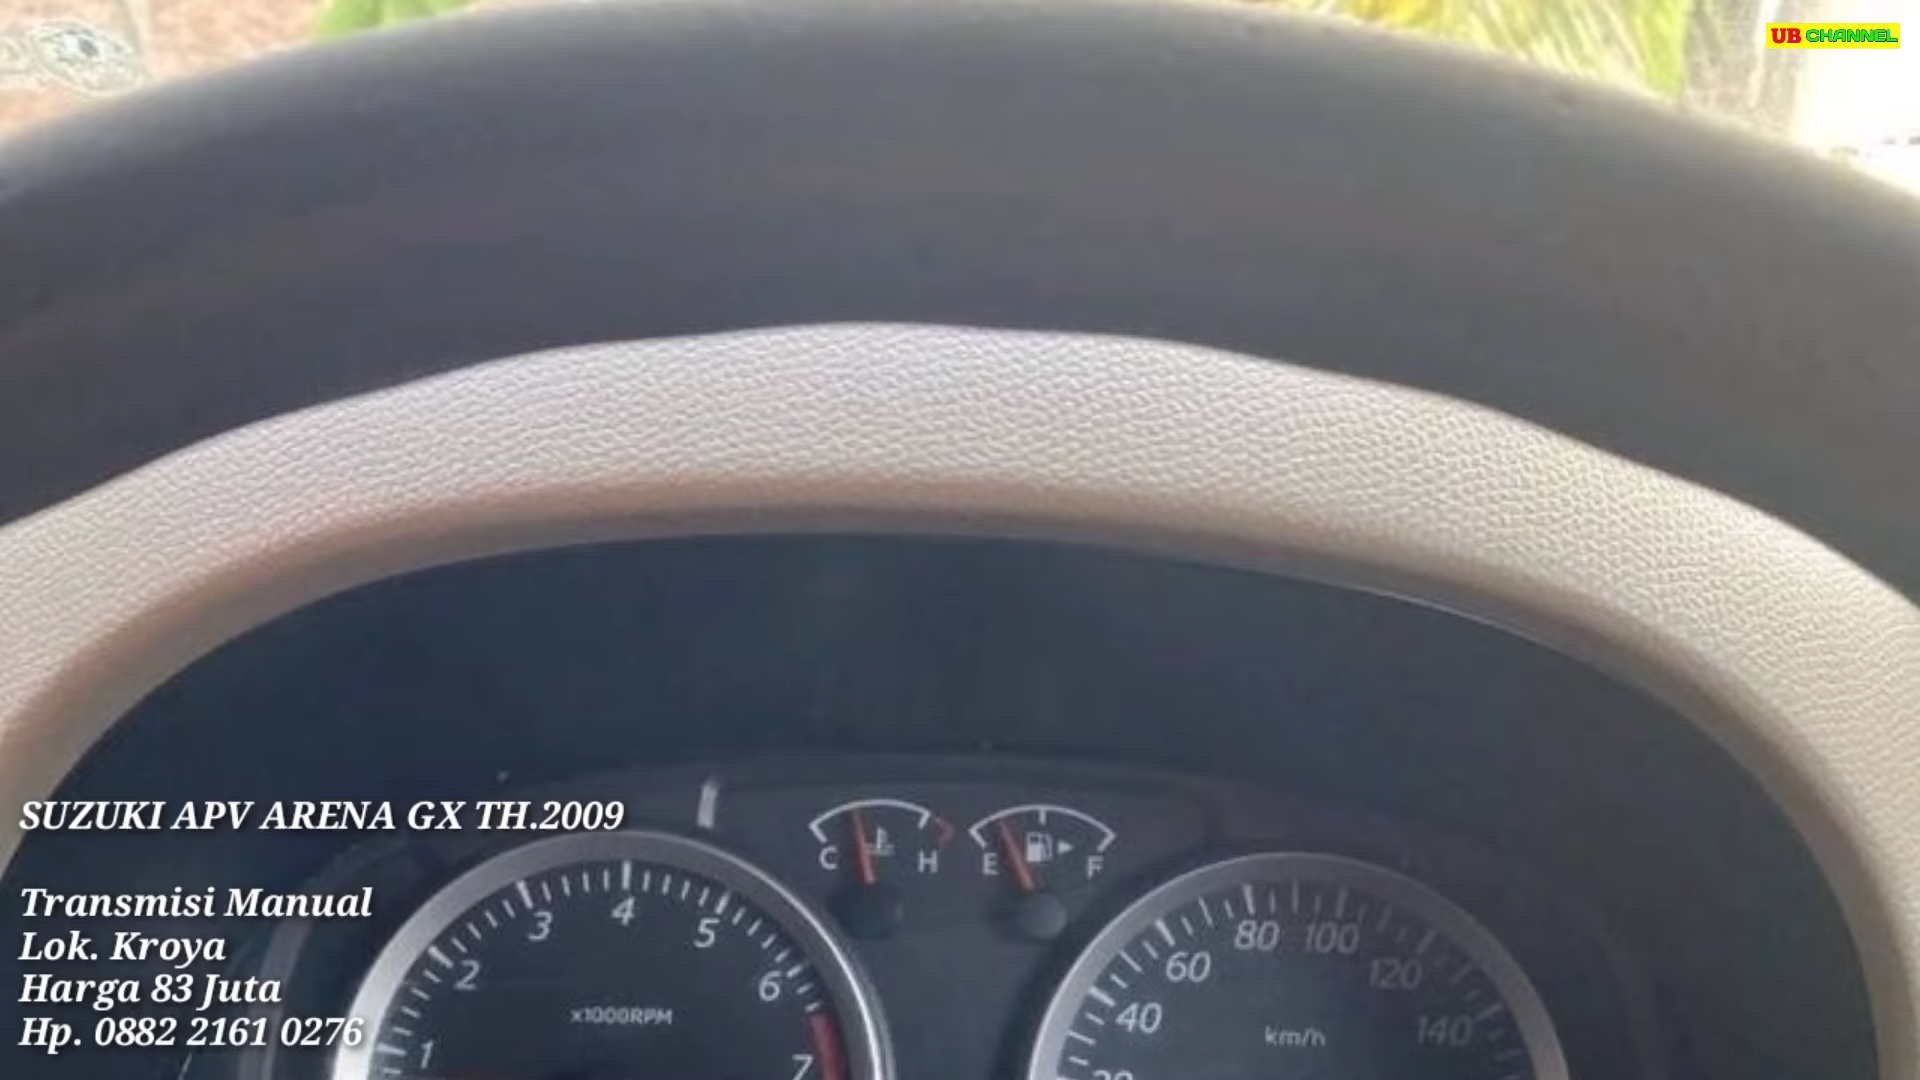 UB CHANNEL
SUZUKI APV ARENA GX TH.2009
Transmisi Manual
Lok. Kroya
Harga 83 Juta
Hp. 0882 2161 0276
C H E F
1 2 3 4 5 6 7
x1000RPM
40 60 80 100 120 140
km/h